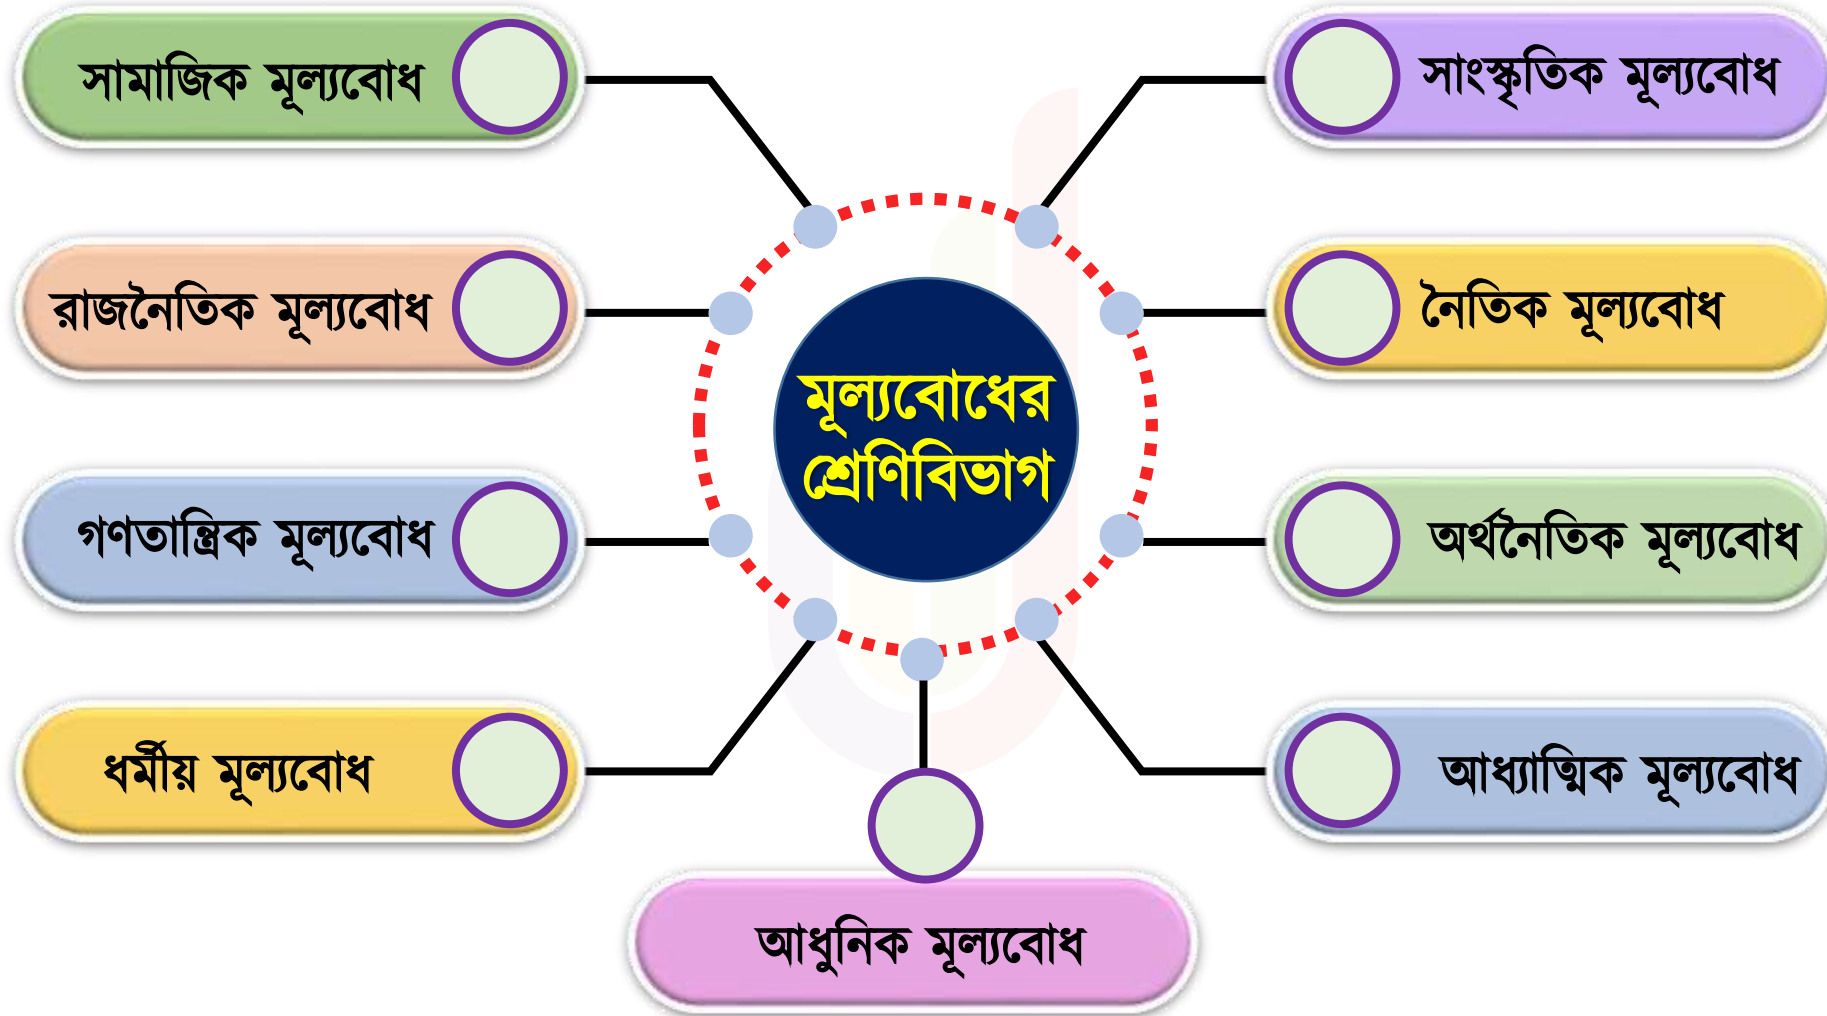 সামাজিক মূল্যবোধ
রাজনৈতিক মূল্যবোধ
গণতান্ত্রিক মূল্যবোধ
ধর্মীয় মূল্যবোধ
মূল্যবোধের
শ্রেণিবিভাগ
আধুনিক মূল্যবোধ
সাংস্কৃতিক মূল্যবোধ
নৈতিক মূল্যবোধ
অর্থনৈতিক মূল্যবোধ
আধ্যাত্মিক মূল্যবোধ